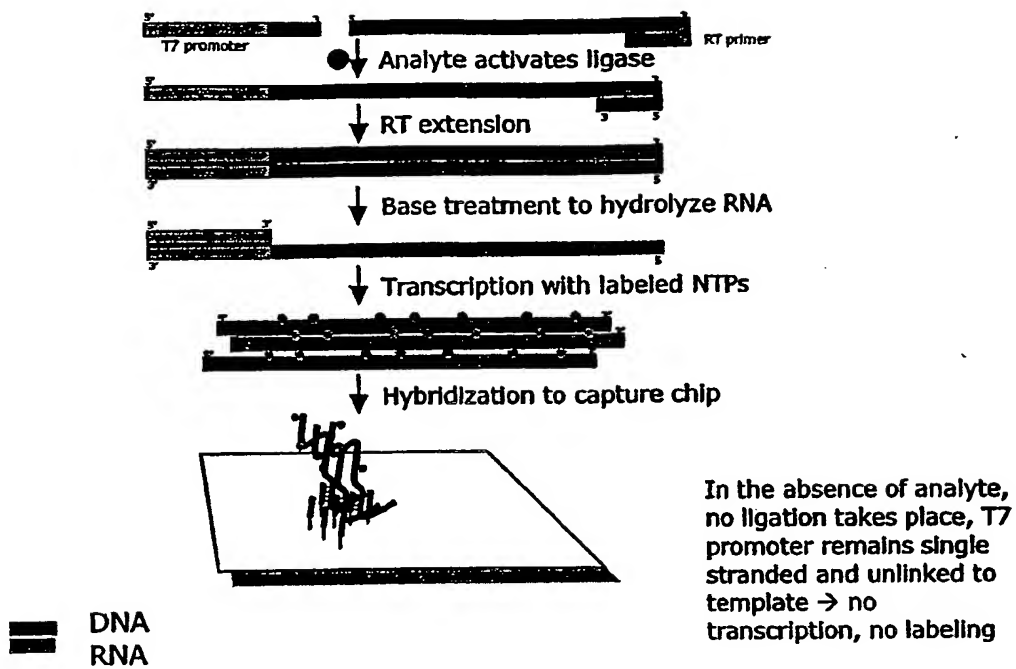 T7 promoter
RT primer
Analyte activates ligase
3 5
RT extension
Base treatment to hydrolyze RNA
Transcription with labeled NTPs
Hybridization to capture chip
In the absence of analyte,
no ligation takes place, T7
promoter remains single
stranded and unlinked to
template → no
transcription, no labeling
DNA
RNA